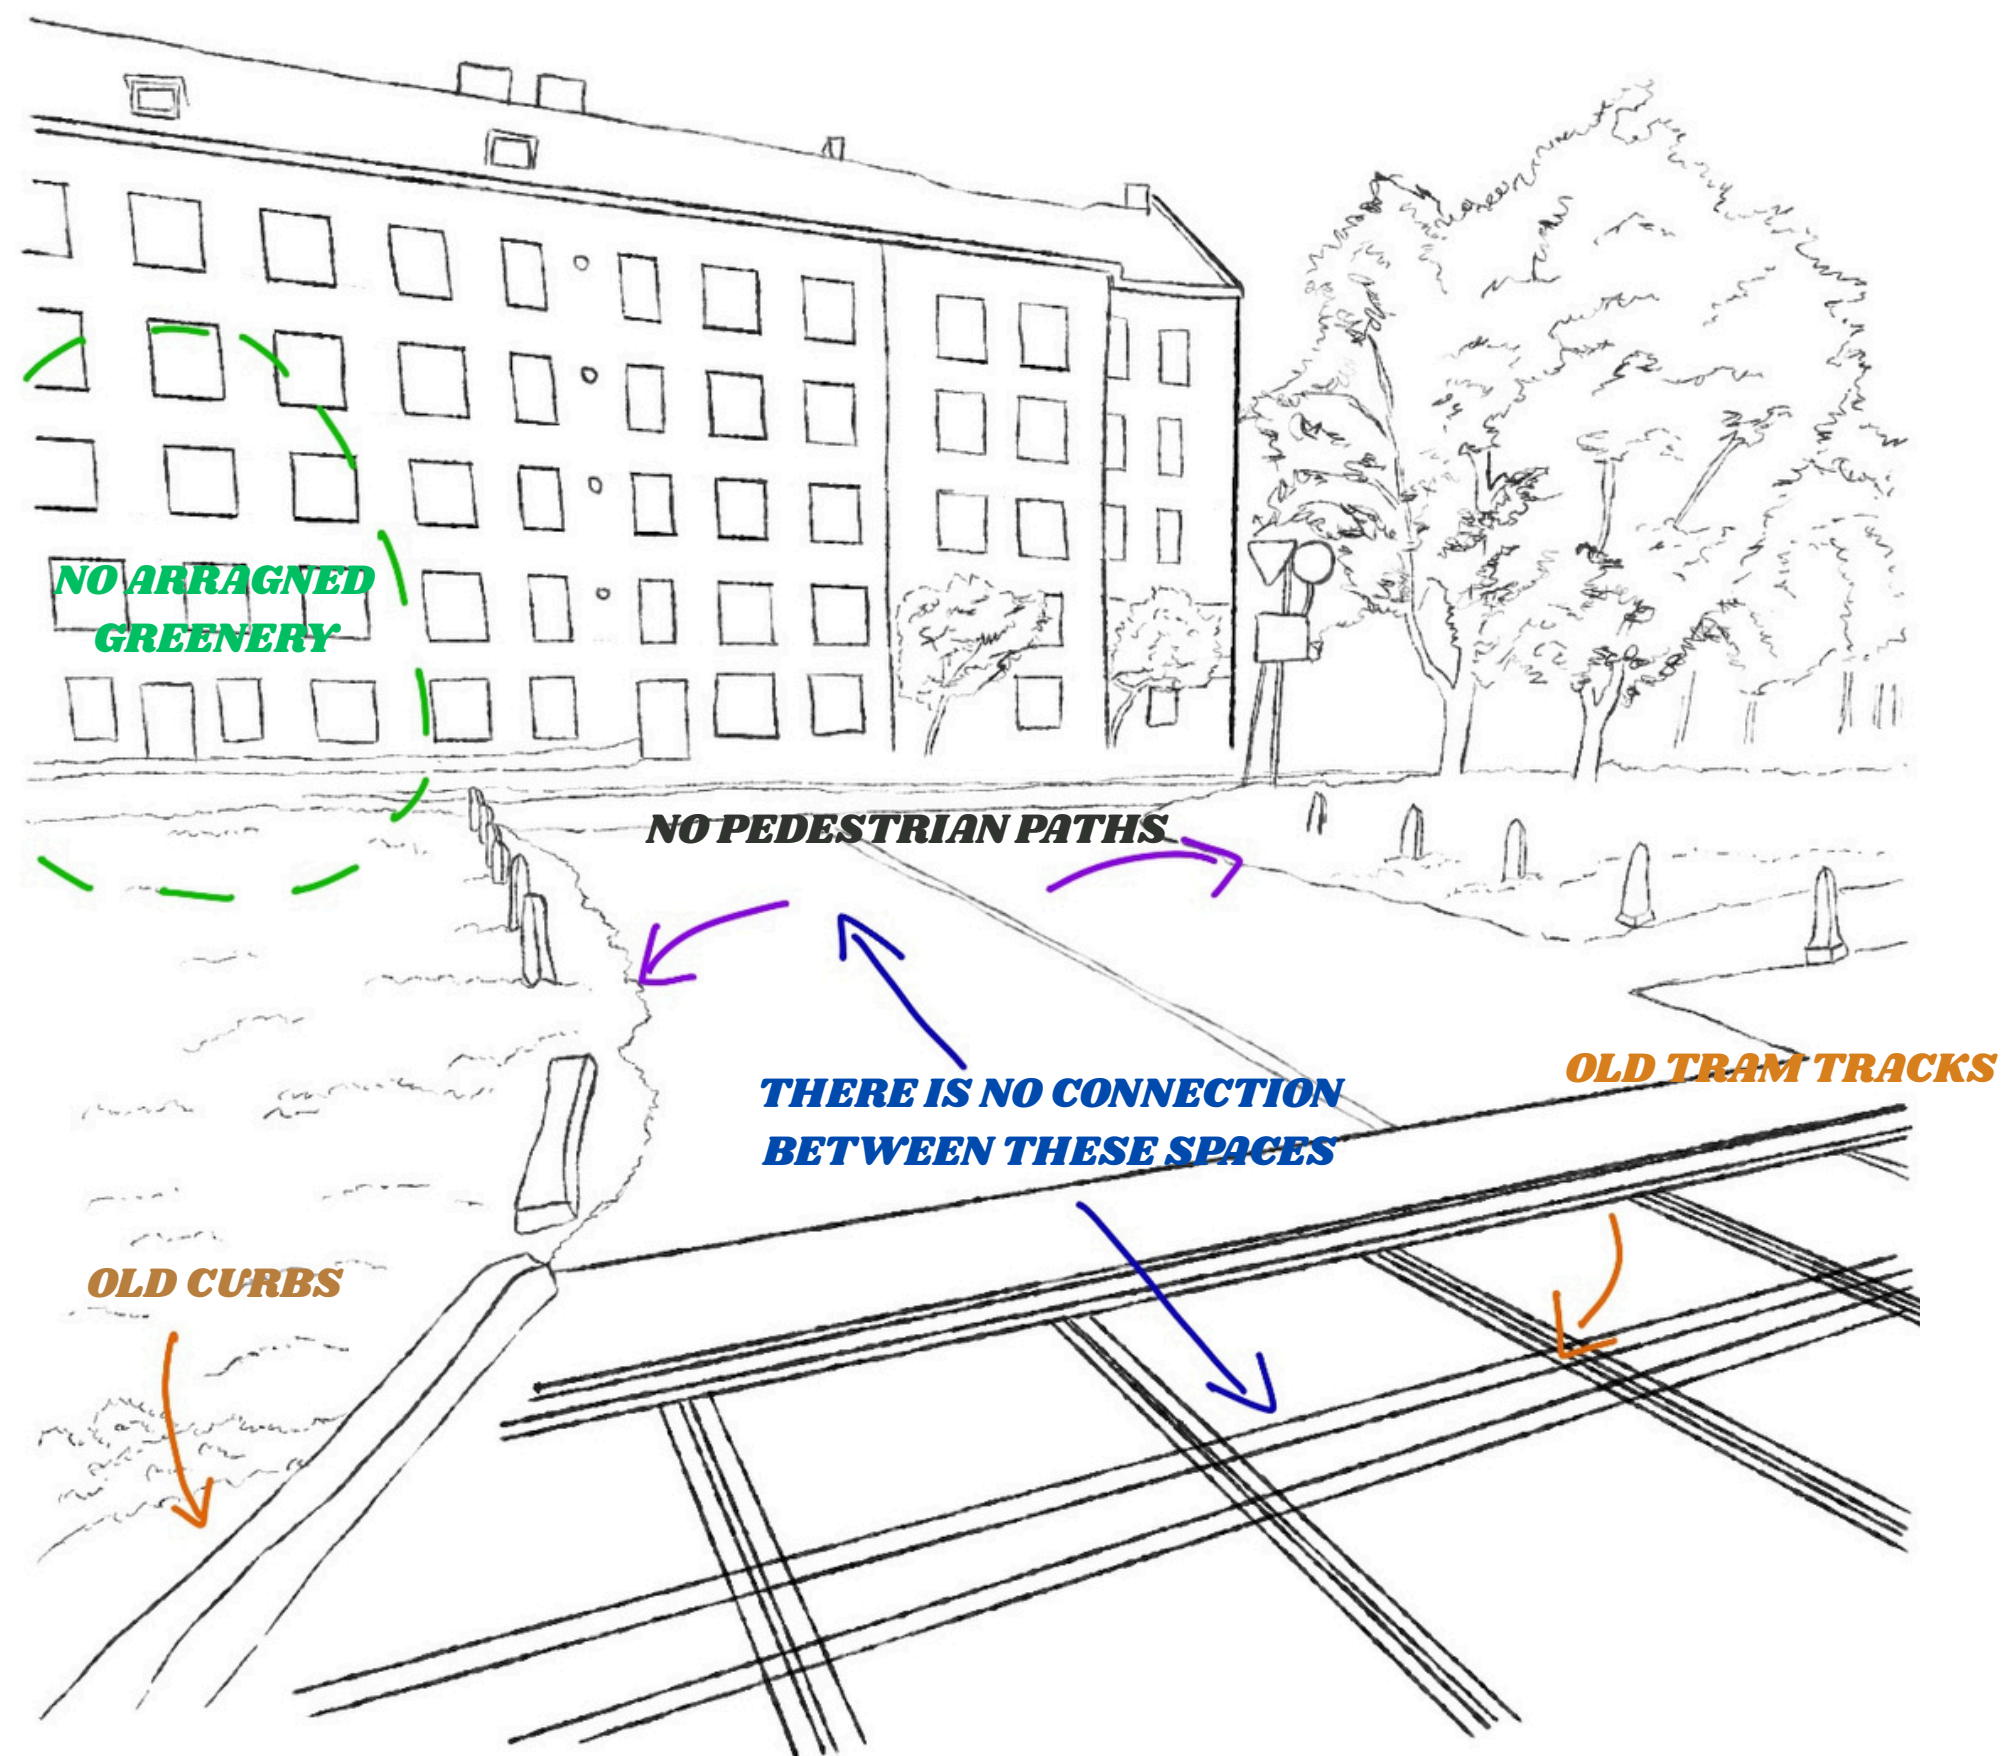 NO ARRAGNED
GREENERY
NO PEDESTRIAN PATHS
THERE IS NO CONNECTION
BETWEEN THESE SPACES
OLD TRAM TRACKS
OLD CURBS